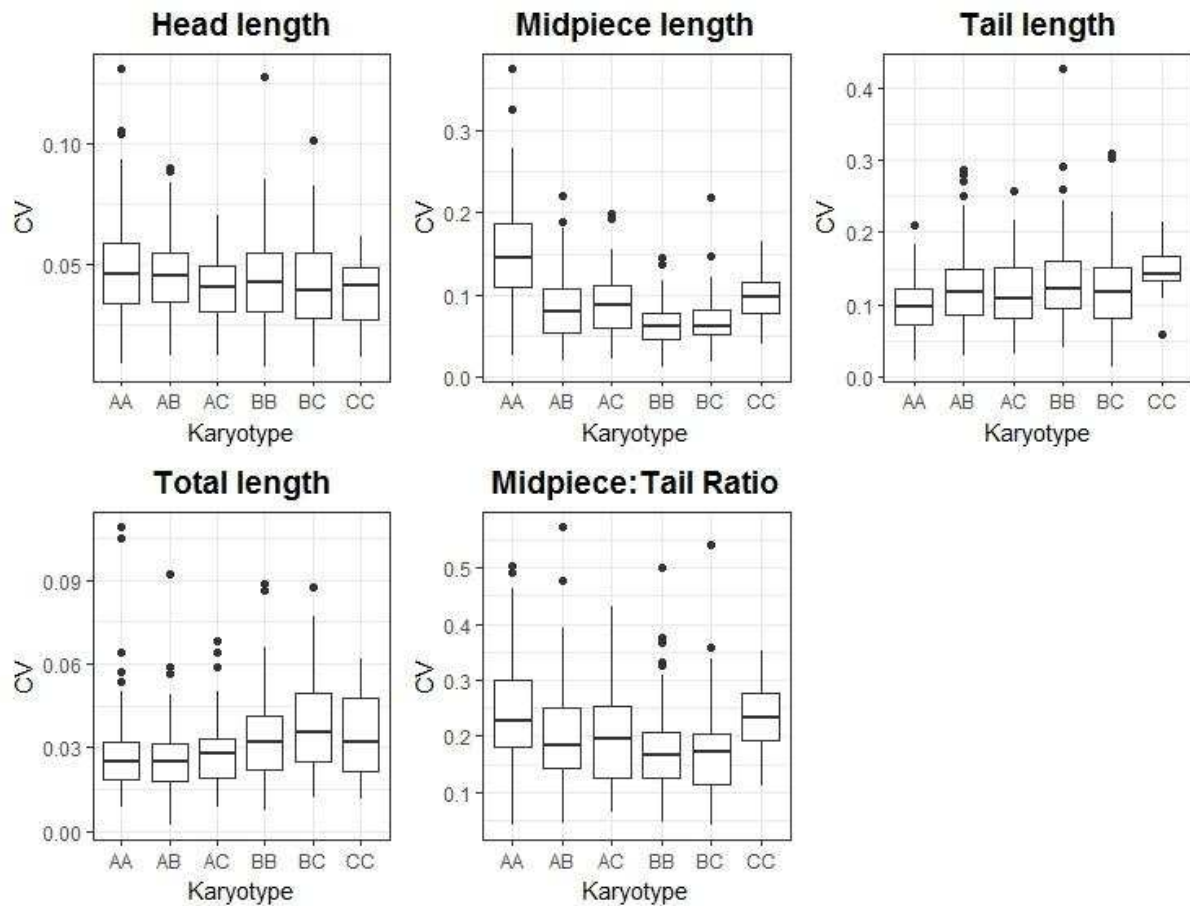 Head length
Midpiece length
Tail length
CV
0.10
0.05
AA AB AC BB BC CC
Karyotype
CV
0.3
0.2
0.1
0.0
AA AB AC BB BC CC
Karyotype
CV
0.4
0.3
0.2
0.1
0.0
AA AB AC BB BC CC
Karyotype
Total length
Midpiece:Tail Ratio
CV
0.09
0.06
0.03
0.00
AA AB AC BB BC CC
Karyotype
CV
0.5
0.4
0.3
0.2
0.1
AA AB AC BB BC CC
Karyotype